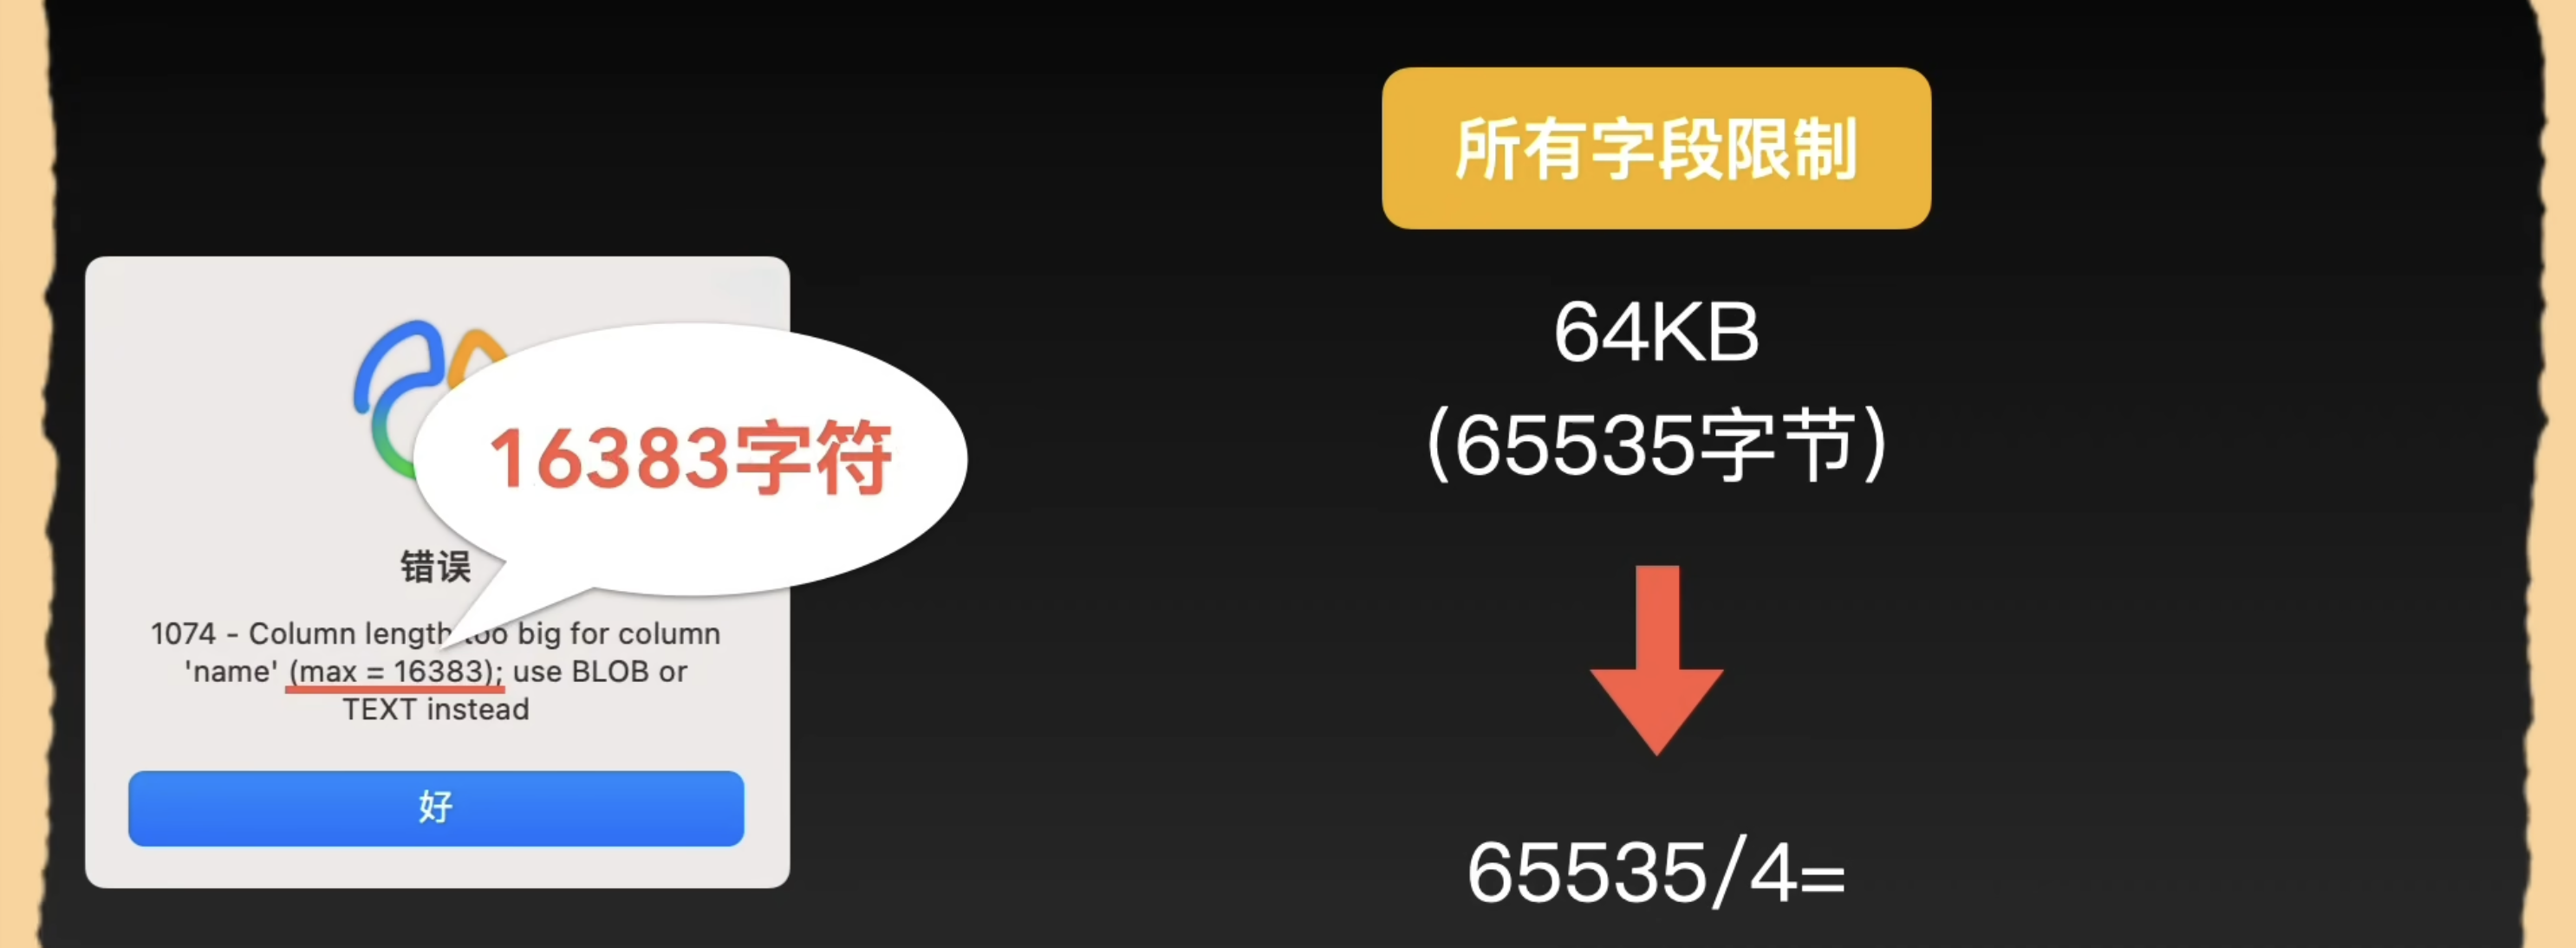 所有字段限制
64KB
(65535字节)
65535/4=
16383字符
错误
1074 - Column length too big for column
'name' (max = 16383); use BLOB or
TEXT instead
好